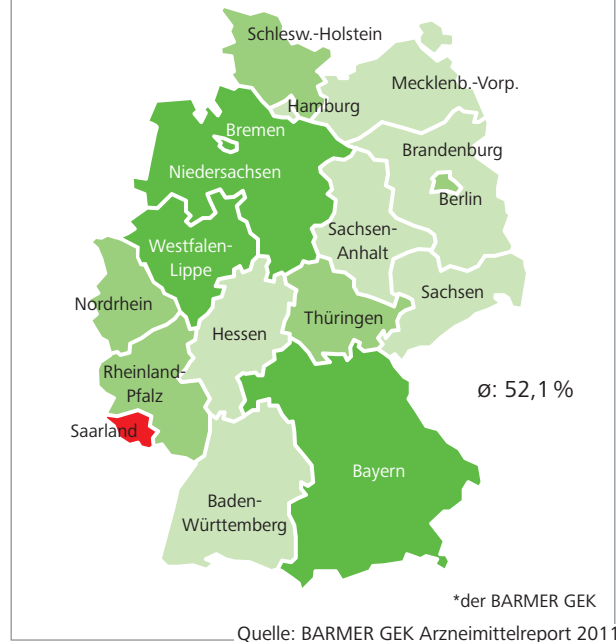 Schlesw.-Holstein
Mecklenb.-Vorp.
Hamburg
Bremen
Brandenburg
Niedersachsen
Berlin
Sachsen-
Anhalt
Westfalen-
Lippe
Sachsen
Nordrhein
Thüringen
Hessen
Rheinland-
Pfalz
ø: 52,1 %
Saarland
Bayern
Baden-
Württemberg
*der BARMER GEK
Quelle: BARMER GEK Arzneimittelreport 2011